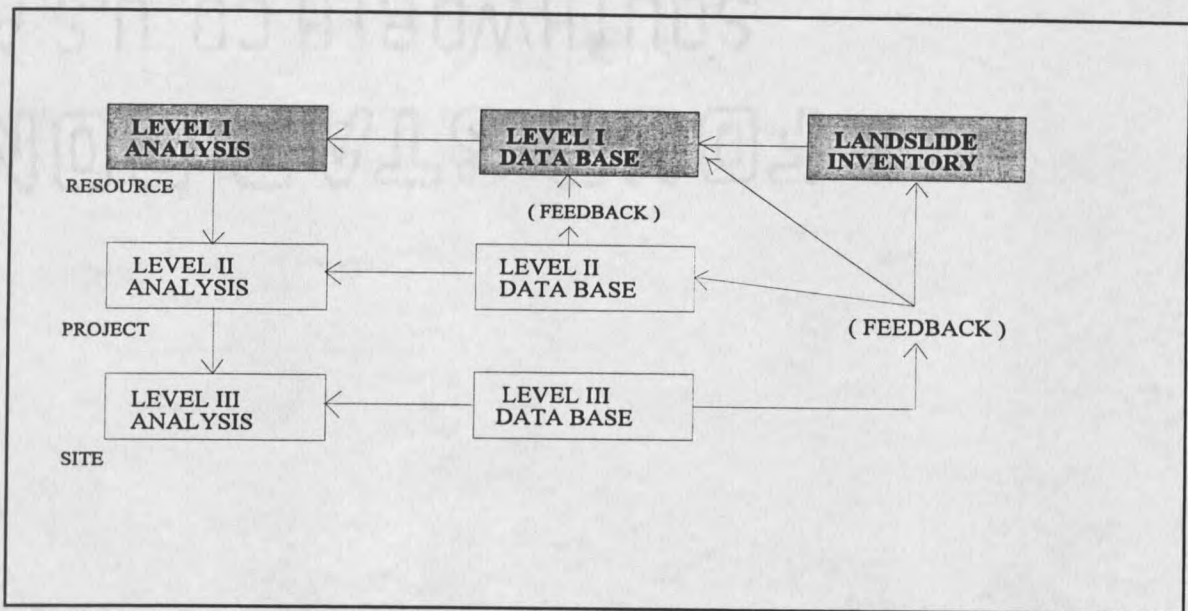 LEVEL I
ANALYSIS
LEVEL I
DATA BASE
LANDSLIDE
INVENTORY
RESOURCE
( FEEDBACK )
LEVEL II
ANALYSIS
LEVEL II
DATA BASE
PROJECT
( FEEDBACK )
LEVEL III
ANALYSIS
LEVEL III
DATA BASE
SITE